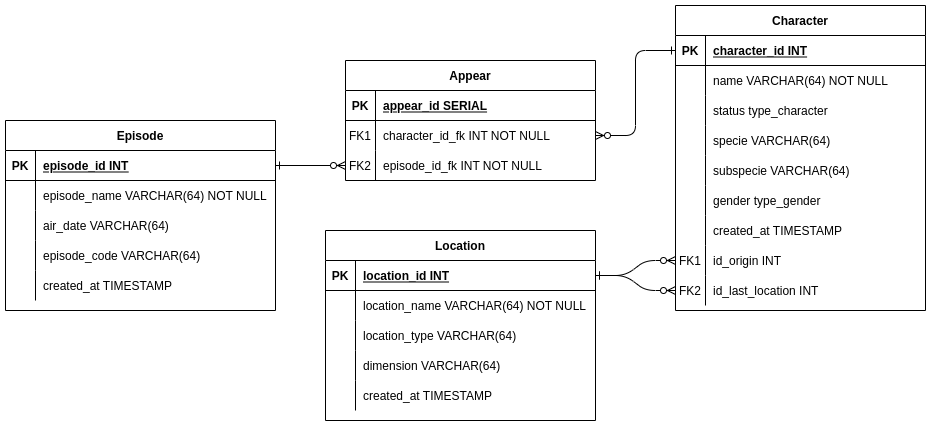 Character
PK character_id INT
name VARCHAR(64) NOT NULL
status type_character
specie VARCHAR(64)
subspecie VARCHAR(64)
gender type_gender
created_at TIMESTAMP
FK1 id_origin INT
FK2 id_last_location INT
Appear
PK appear_id SERIAL
FK1 character_id_fk INT NOT NULL
FK2 episode_id_fk INT NOT NULL
Episode
PK episode_id INT
episode_name VARCHAR(64) NOT NULL
air_date VARCHAR(64)
episode_code VARCHAR(64)
created_at TIMESTAMP
Location
PK location_id INT
location_name VARCHAR(64) NOT NULL
location_type VARCHAR(64)
dimension VARCHAR(64)
created_at TIMESTAMP